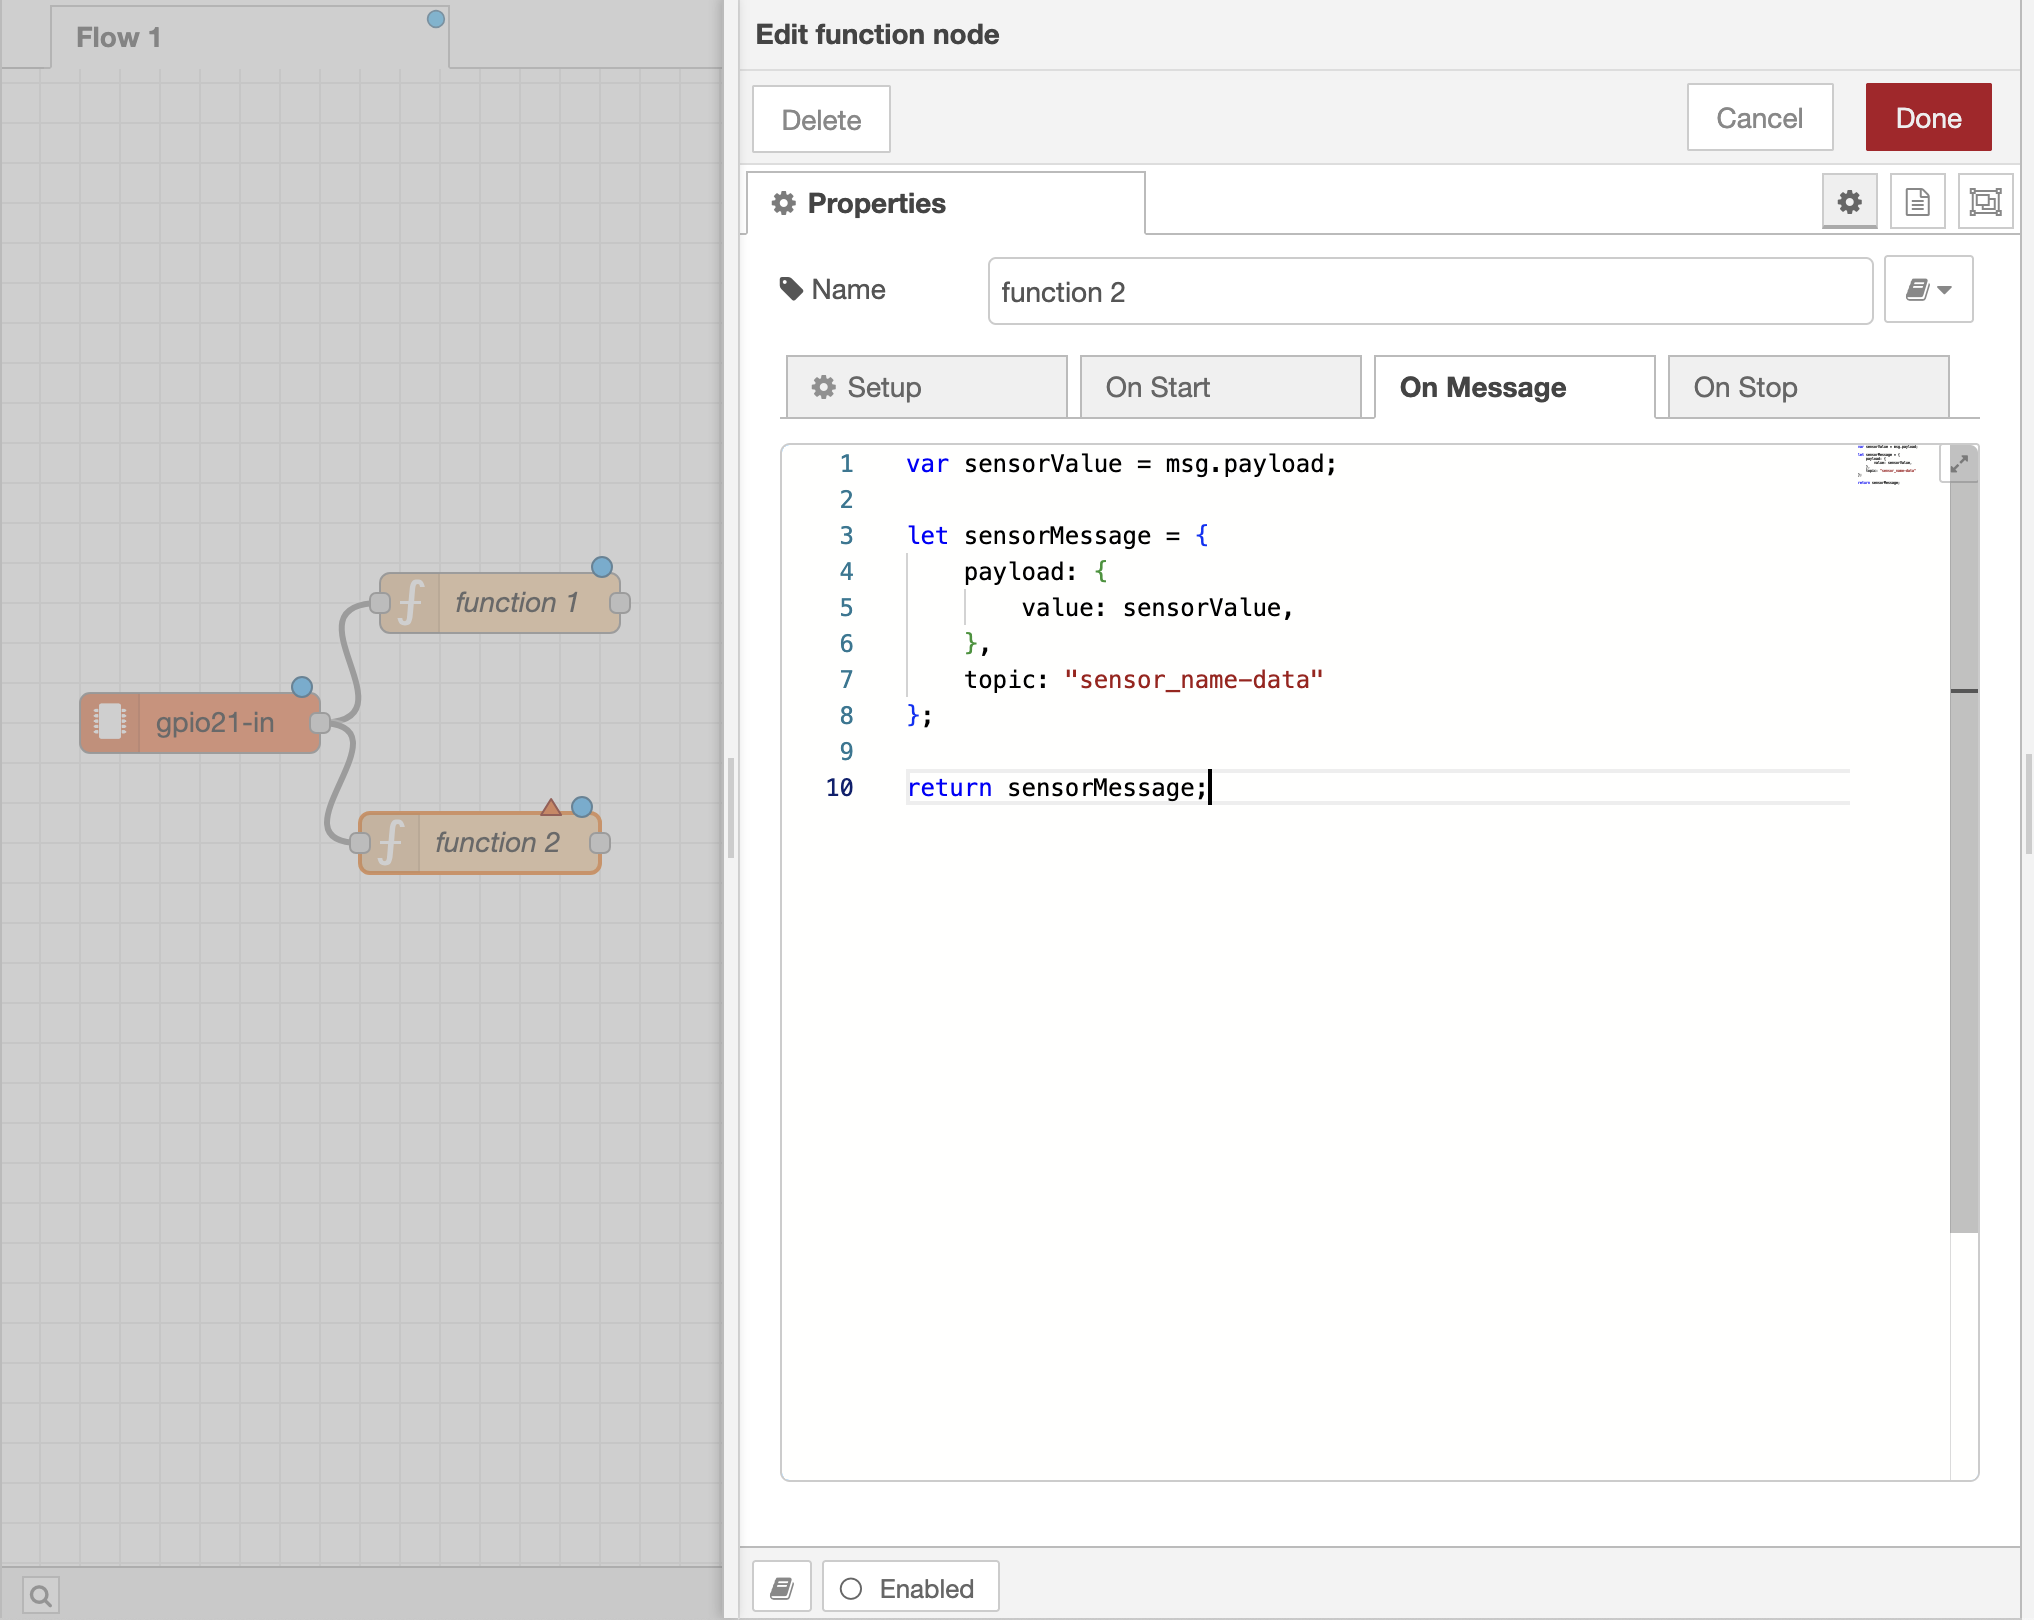 Flow 1
gpio21-in
function 1
function 2
Edit function node
Delete
Cancel
Done
Properties
Name
function 2
Setup
On Start
On Message
On Stop
1 var sensorValue = msg.payload;
2
3 let sensorMessage = {
4 payload: {
5 value: sensorValue,
6 },
7 topic: "sensor_name-data"
8 };
9
10 return sensorMessage;
Enabled